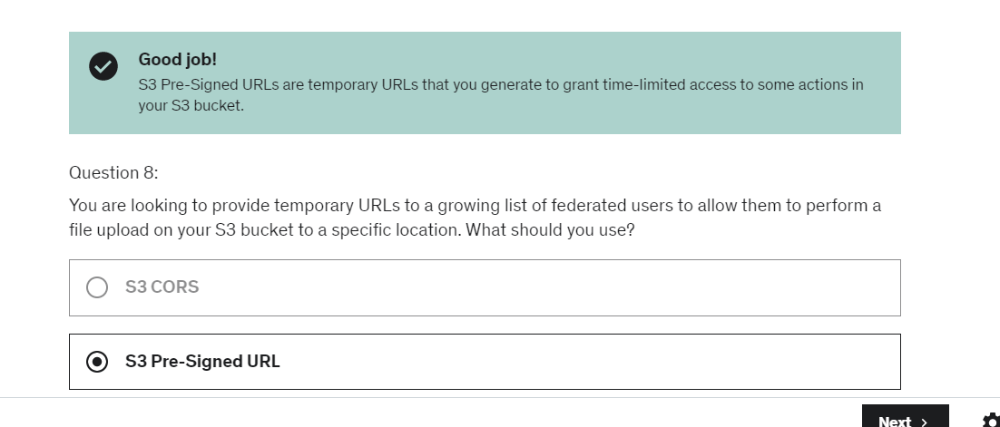 Good job!
S3 Pre-Signed URLs are temporary URLs that you generate to grant time-limited access to some actions in
your S3 bucket.
Question 8:
You are looking to provide temporary URLs to a growing list of federated users to allow them to perform a
file upload on your S3 bucket to a specific location. What should you use?
S3 CORS
S3 Pre-Signed URL
Next